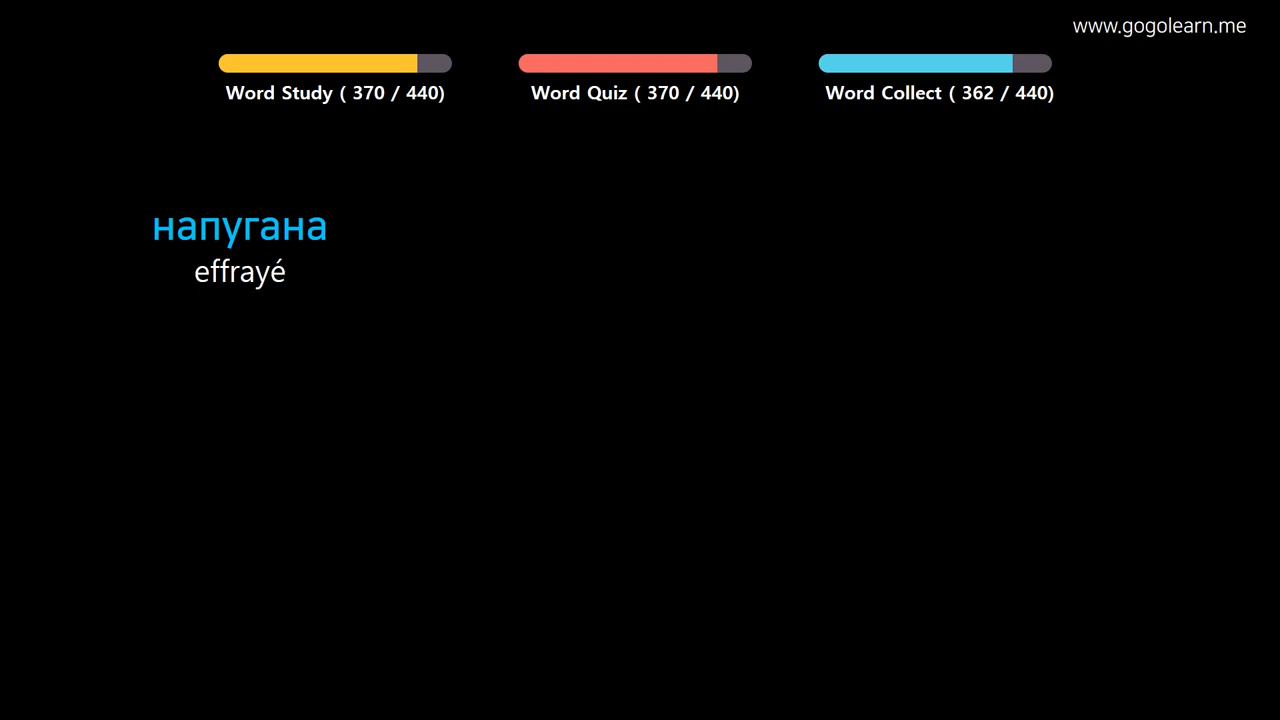 www.gogolearn.me
Word Study ( 370 / 440)
Word Quiz ( 370 / 440)
Word Collect ( 362 / 440)
напугана
effrayé